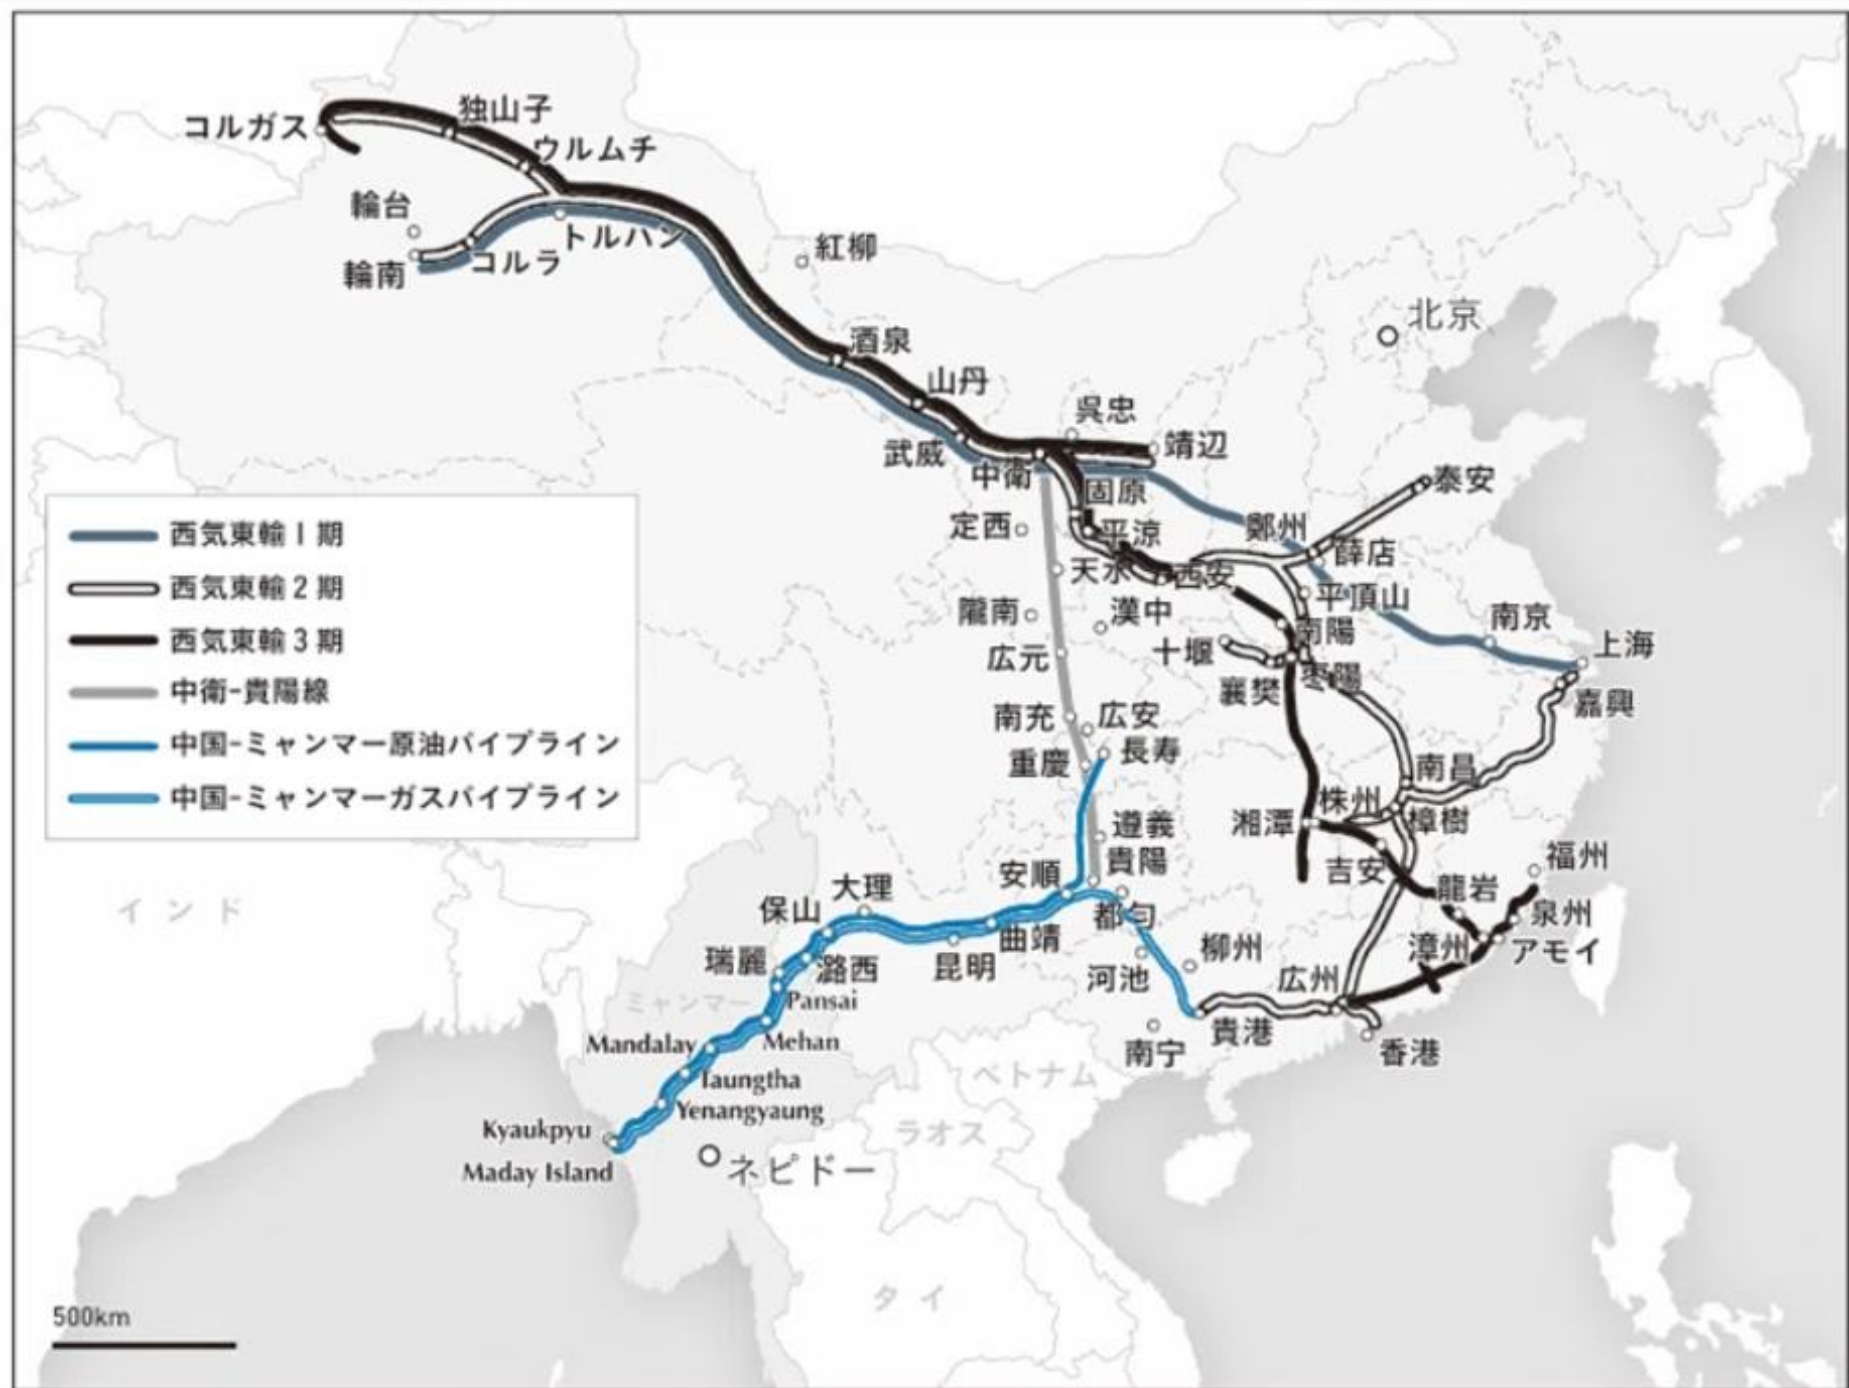 コルガス
独山子
ウルムチ
輪台
トルハン
紅柳
輪南
コルラ
北京
酒泉
山丹
呉忠
武威
中衛
靖辺
固原
泰安
定西
平涼
鄭州
薛店
天水
西安
平頂山
隴南
漢中
南陽
南京
上海
十堰
広元
棗陽
襄樊
嘉興
南充
広安
重慶
長寿
南昌
株州
湘潭
樟樹
遵義
貴陽
吉安
福州
安順
大理
龍岩
保山
都匀
泉州
曲靖
漳州
アモイ
瑞麗
潞西
昆明
柳州
河池
広州
ミャンマー
Pansai
貴港
Mandalay
Mehan
南宁
香港
Taungtha
ベトナム
Yenangyaung
Kyaukpyu
ラオス
Maday Island
ネピドー
インド
タイ
西気東輸1期
西気東輸2期
西気東輸3期
中衛-貴陽線
中国-ミャンマー原油パイプライン
中国-ミャンマーガスパイプライン
500km